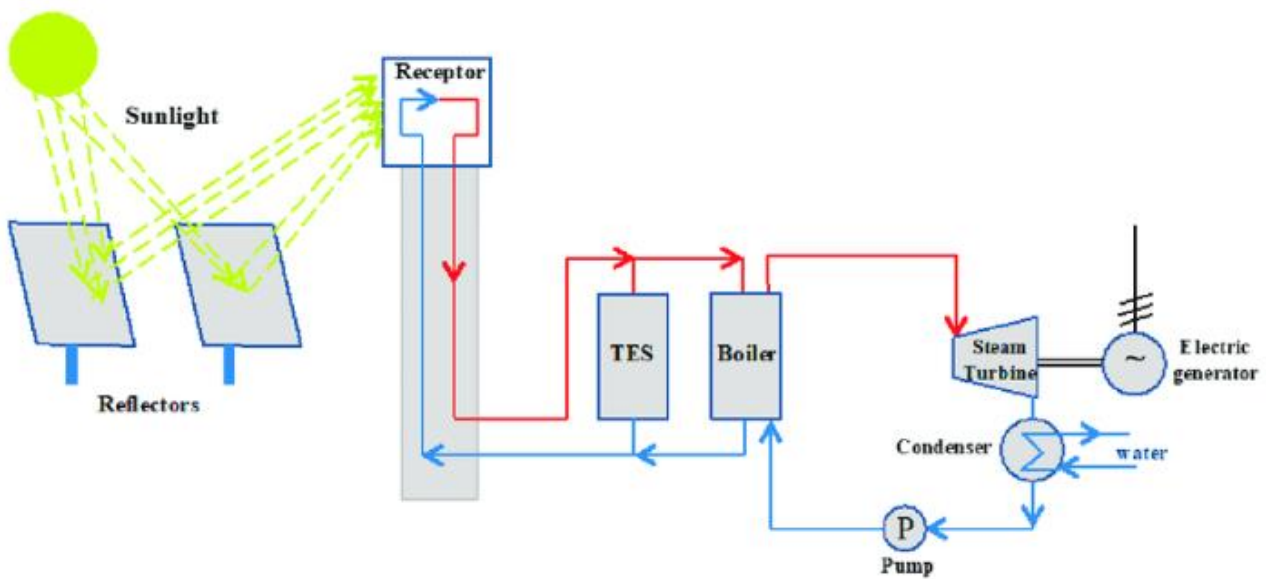 Receptor
Sunlight
TES
Boiler
Steam
Turbine
~
Electric
generator
Reflectors
Condenser
water
P
Pump